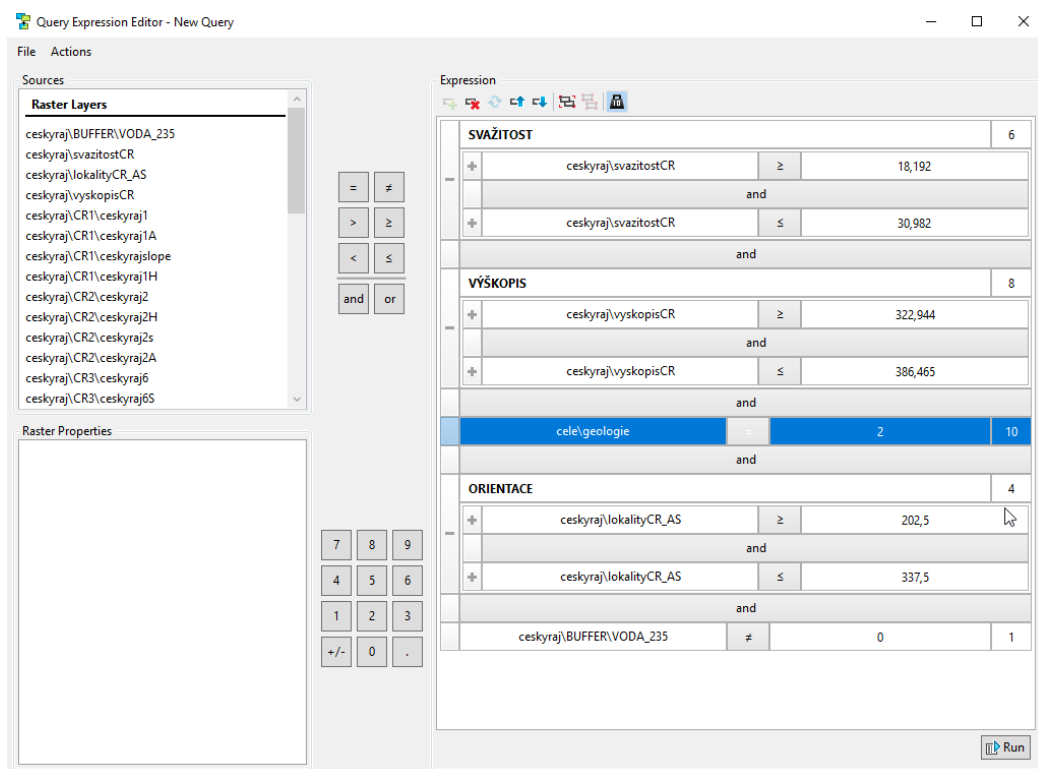 Query Expression Editor - New Query
File Actions
Sources
Raster Layers
ceskyraj\BUFFER\VODA_235
ceskyraj\svazitostCR
ceskyraj\lokalityCR_AS
ceskyraj\vyskopisCR
ceskyraj\CR1\ceskyraj1
ceskyraj\CR1\ceskyraj1A
ceskyraj\CR1\ceskyrajslope
ceskyraj\CR1\ceskyraj1H
ceskyraj\CR2\ceskyraj2
ceskyraj\CR2\ceskyraj2H
ceskyraj\CR2\ceskyraj2s
ceskyraj\CR2\ceskyraj2A
ceskyraj\CR3\ceskyraj6
ceskyraj\CR3\ceskyraj6S
Raster Properties
= ≠
> ≥
< ≤
and or
7 8 9
4 5 6
1 2 3
+/- 0 .
Expression
SVAŽITOST 6
ceskyraj\svazitostCR ≥ 18,192
and
ceskyraj\svazitostCR ≤ 30,982
and
VÝŠKOPIS 8
ceskyraj\vyskopisCR ≥ 322,944
and
ceskyraj\vyskopisCR ≤ 386,465
and
cele\geologie = 2 10
and
ORIENTACE 4
ceskyraj\lokalityCR_AS ≥ 202,5
and
ceskyraj\lokalityCR_AS ≤ 337,5
and
ceskyraj\BUFFER\VODA_235 ≠ 0 1
Run